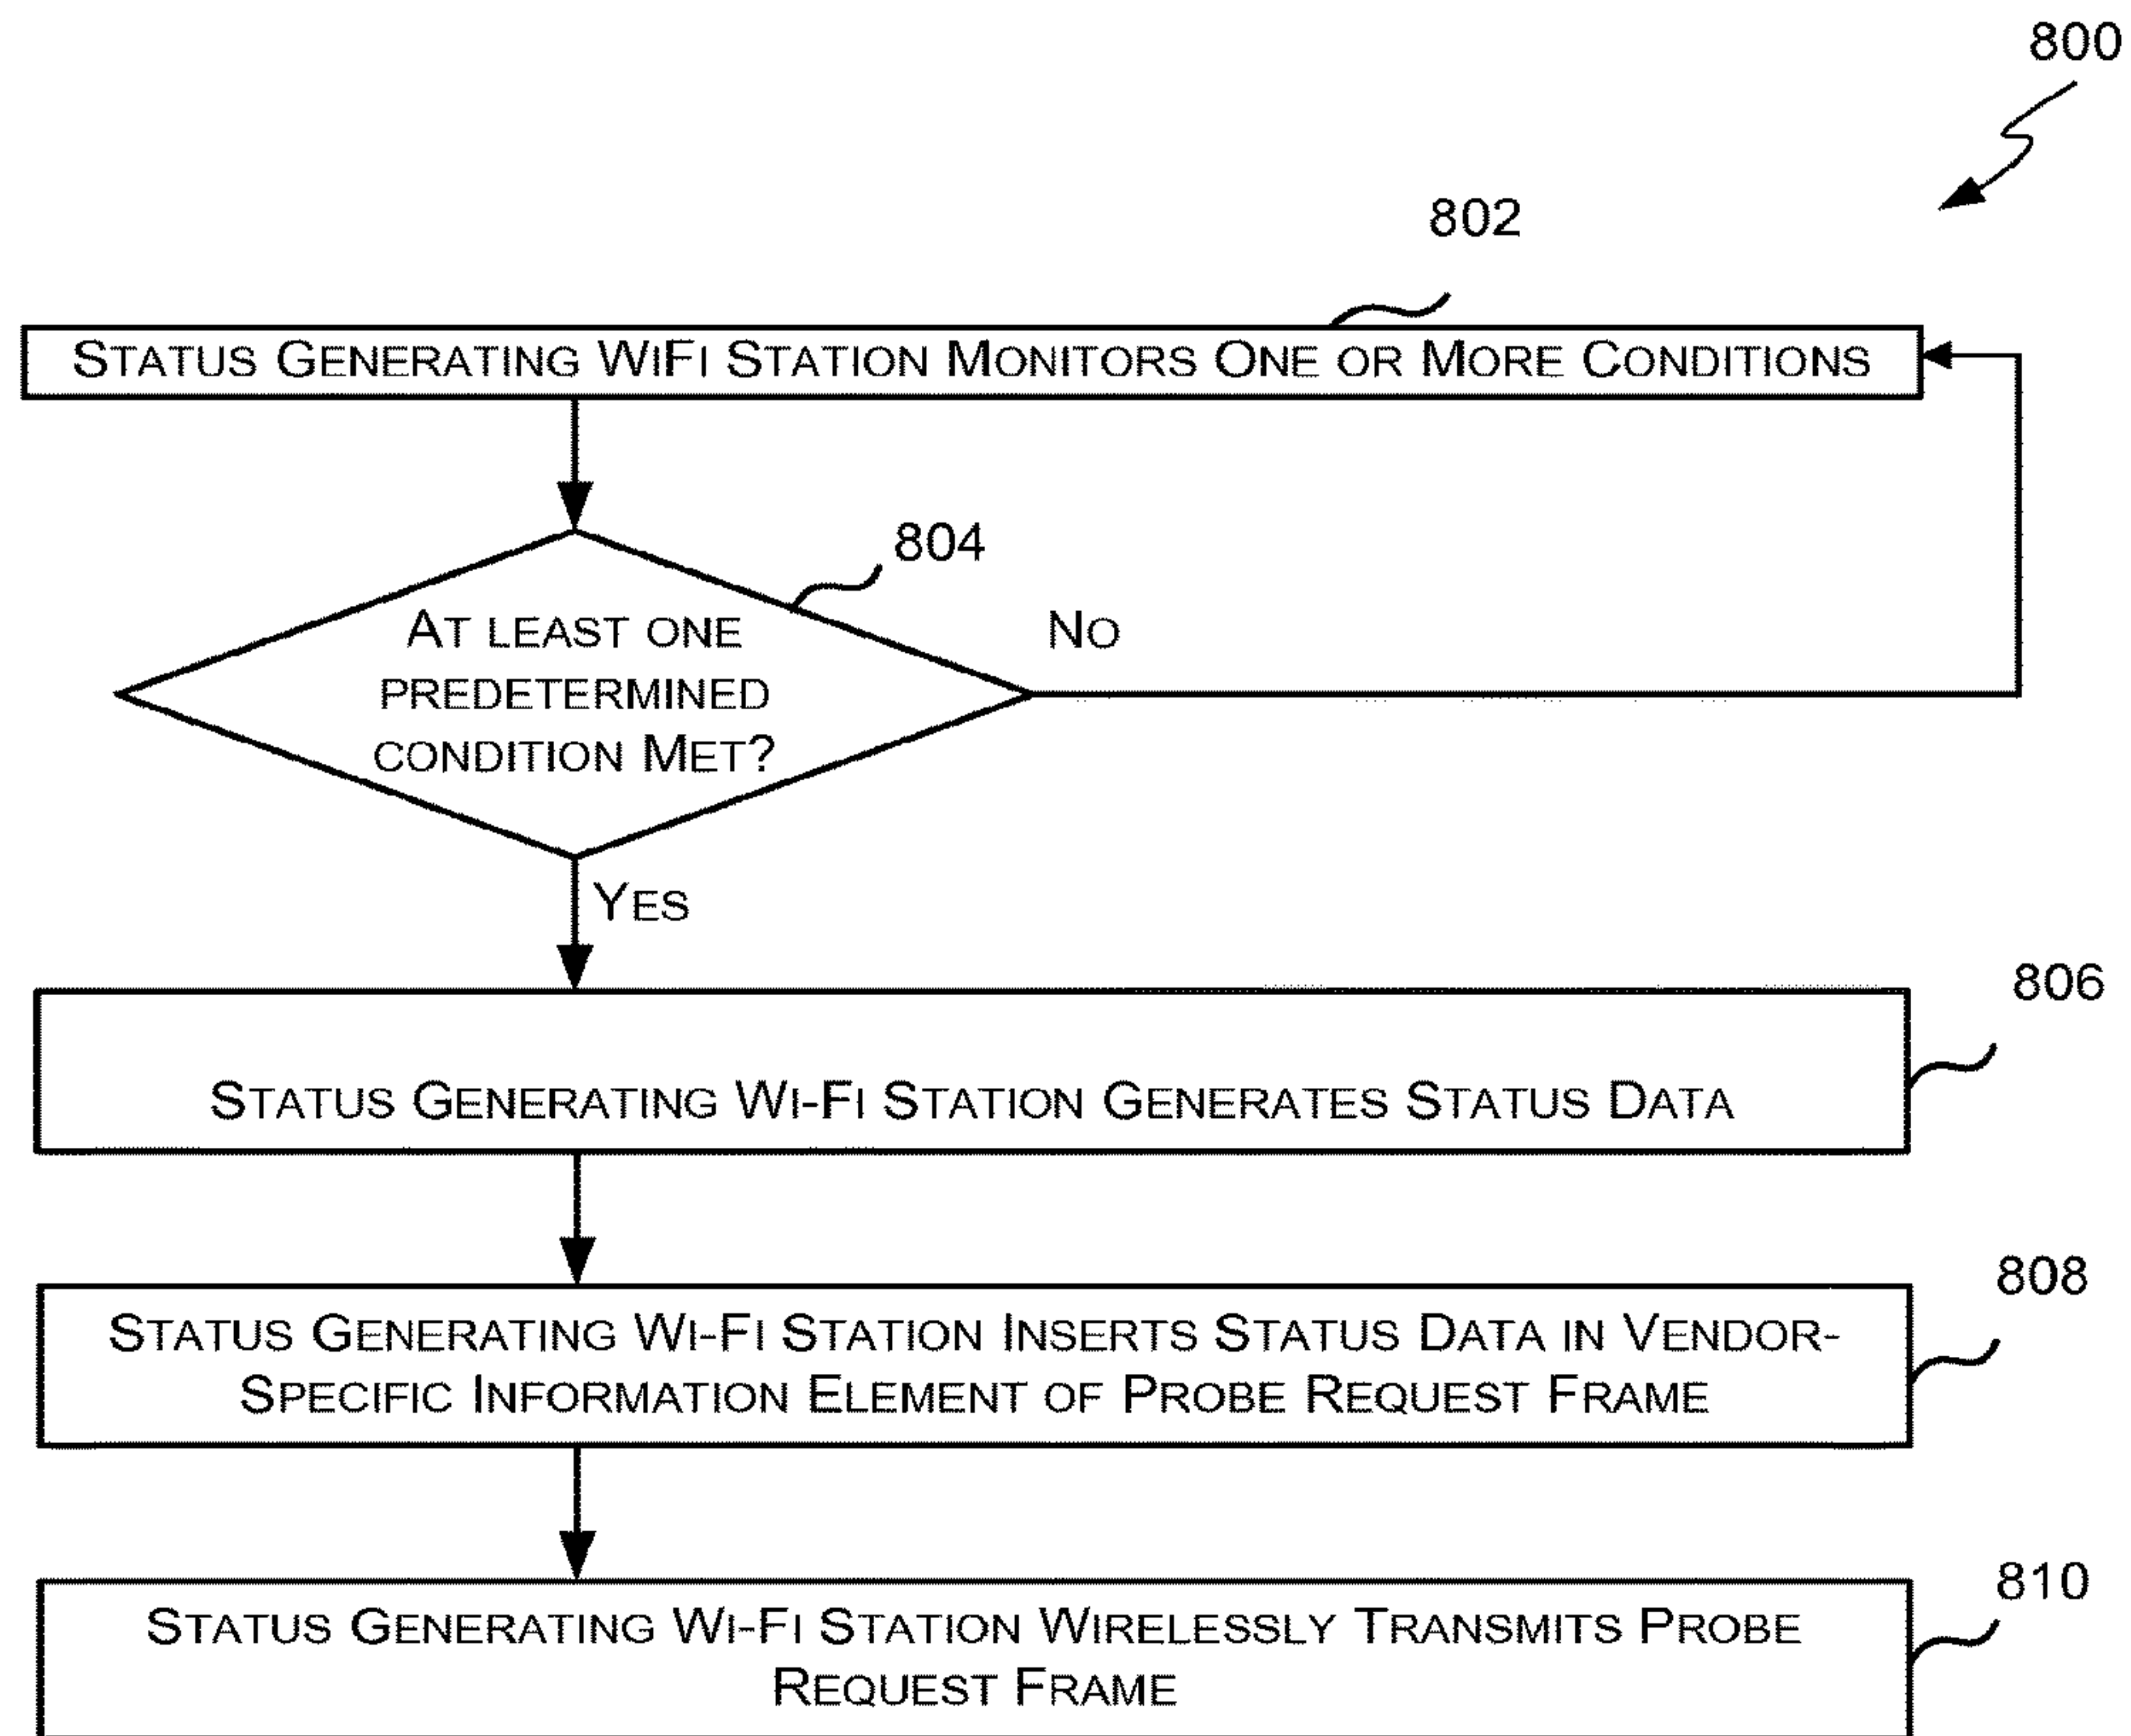 800
802
STATUS GENERATING WIFI STATION MONITORS ONE OR MORE CONDITIONS
804
AT LEAST ONE
PREDETERMINED
CONDITION MET?
NO
YES
806
STATUS GENERATING WI-FI STATION GENERATES STATUS DATA
808
STATUS GENERATING WI-FI STATION INSERTS STATUS DATA IN VENDOR-
SPECIFIC INFORMATION ELEMENT OF PROBE REQUEST FRAME
810
STATUS GENERATING WI-FI STATION WIRELESSLY TRANSMITS PROBE
REQUEST FRAME